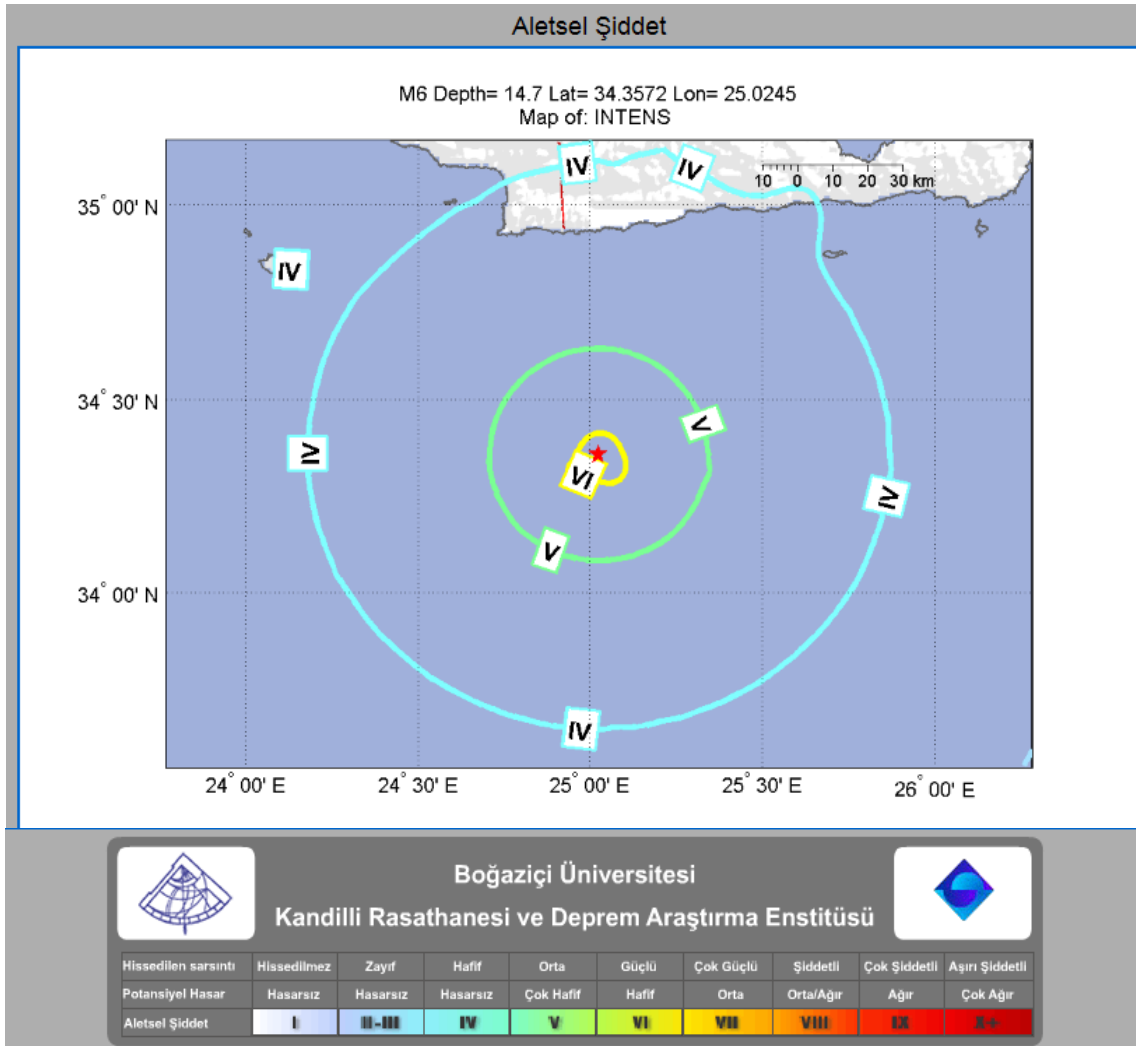 Aletsel Şiddet
M6 Depth= 14.7 Lat= 34.3572 Lon= 25.0245
Map of: INTENS
IV
IV
10 0 10 20 30 km
35° 00' N
IV
34° 30' N
V
IV
VI
IV
V
34° 00' N
IV
24° 00' E 24° 30' E 25° 00' E 25° 30' E 26° 00' E
Boğaziçi Üniversitesi
Kandilli Rasathanesi ve Deprem Araştırma Enstitüsü
Hissedilen sarsıntı Hissedilmez Zayıf Hafif Orta Güçlü Çok Güçlü Şiddetli Çok Şiddetli Aşırı Şiddetli
Potansiyel Hasar Hasarsız Hasarsız Hasarsız Çok Hafif Hafif Orta Orta/Ağır Ağır Çok Ağır
Aletsel Şiddet I II-III IV V VI VII VIII IX X+